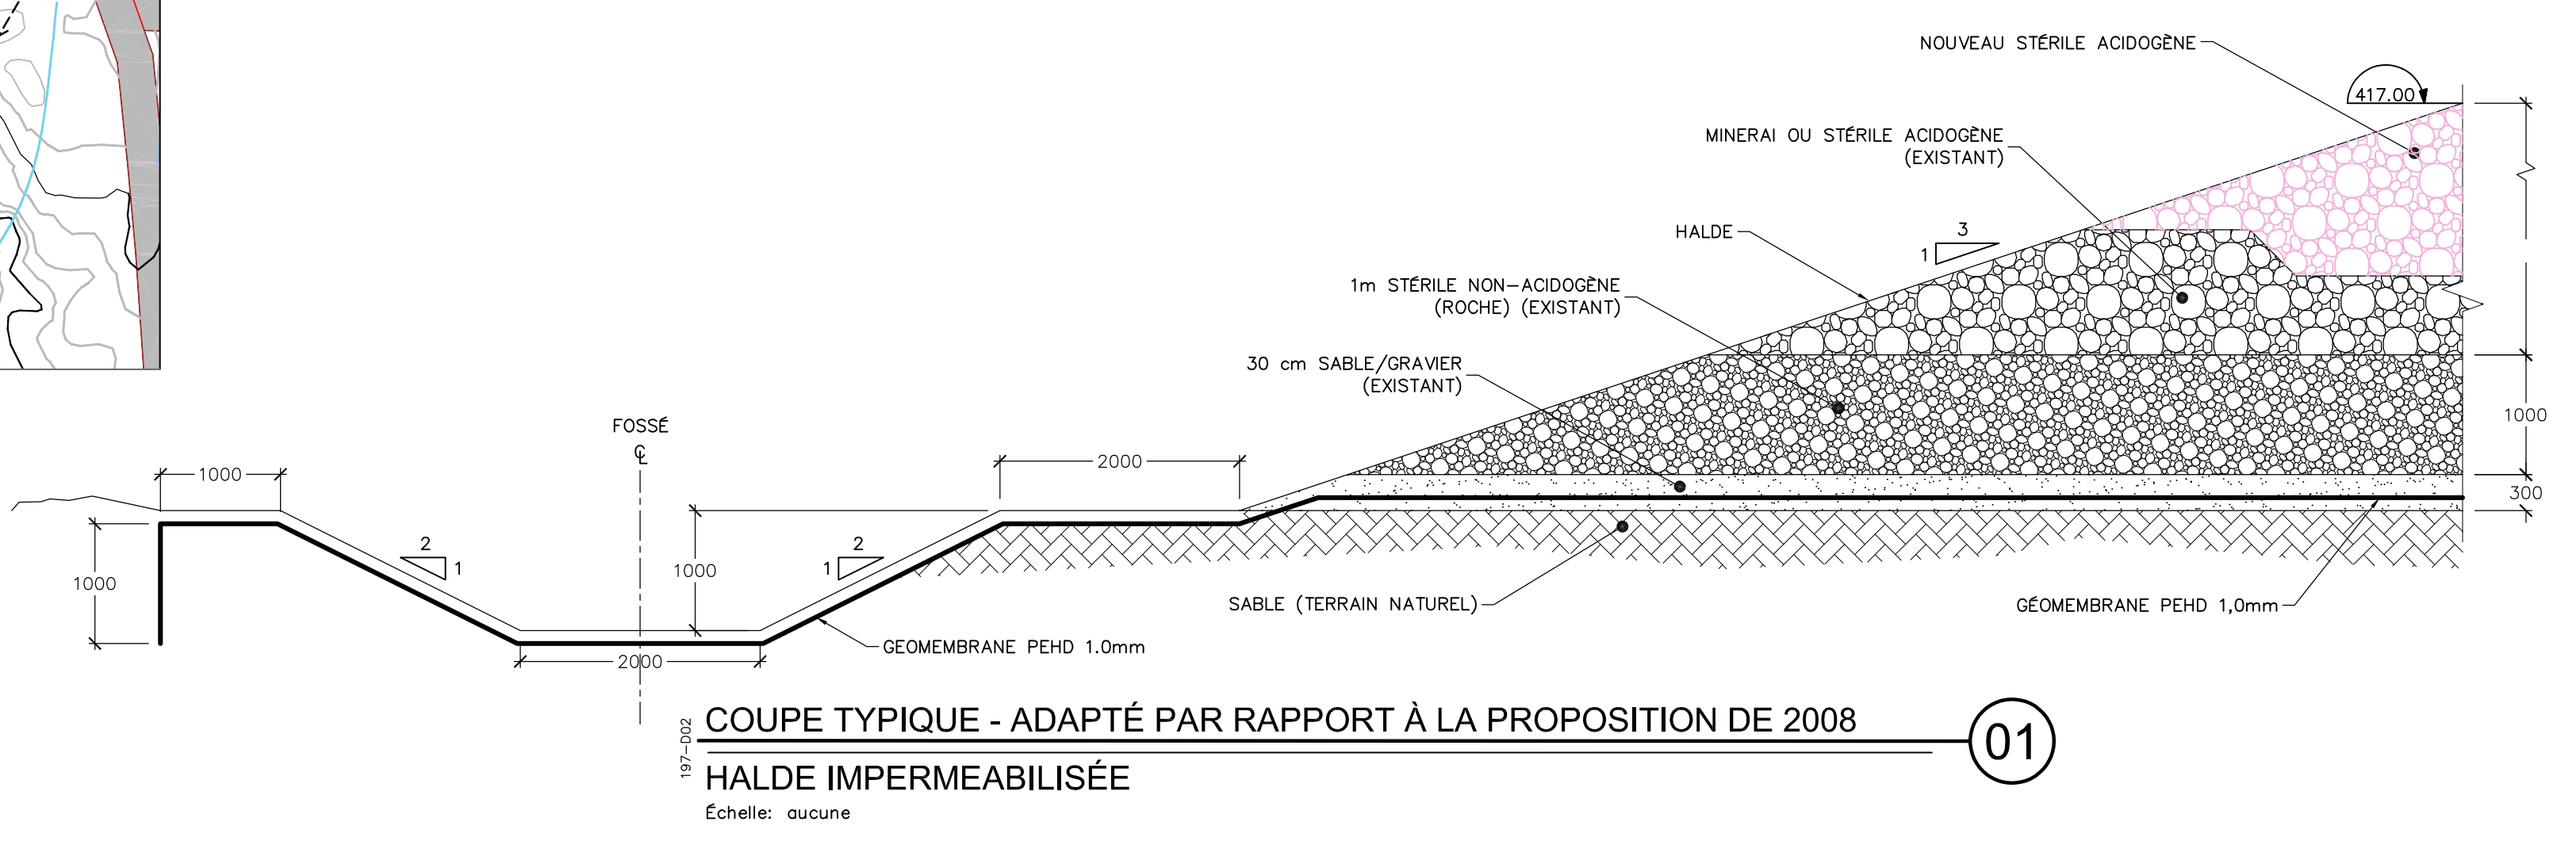 NOUVEAU STÉRILE ACIDOGÈNE
417.00
MINERAI OU STÉRILE ACIDOGÈNE
(EXISTANT)
3
1
HALDE
1m STÉRILE NON-ACIDOGÈNE
(ROCHE) (EXISTANT)
30 cm SABLE/GRAVIER
(EXISTANT)
1000
300
FOSSÉ
℄
1000
2000
2
1
2
1
1000
1000
2000
SABLE (TERRAIN NATUREL)
GÉOMEMBRANE PEHD 1,0mm
GEOMEMBRANE PEHD 1.0mm
197-D02
COUPE TYPIQUE - ADAPTÉ PAR RAPPORT À LA PROPOSITION DE 2008
01
HALDE IMPERMEABILISÉE
Échelle: aucune